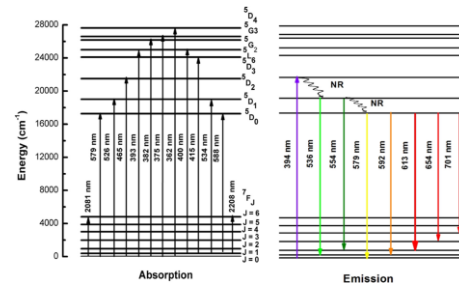 28000
24000
20000
16000
12000
8000
4000
0
Energy (cm⁻¹)
2081 nm
579 nm
526 nm
465 nm
393 nm
382 nm
375 nm
362 nm
400 nm
415 nm
534 nm
588 nm
2208 nm
⁵D₄
⁵G3
⁵G₂
⁵L₆
⁵D₃
⁵D₂
⁵D₁
⁵D₀
⁷F J
J = 6
J = 5
J = 4
J = 3
J = 2
J = 1
J = 0
Absorption
NR
NR
394 nm
536 nm
554 nm
579 nm
592 nm
613 nm
654 nm
701 nm
Emission